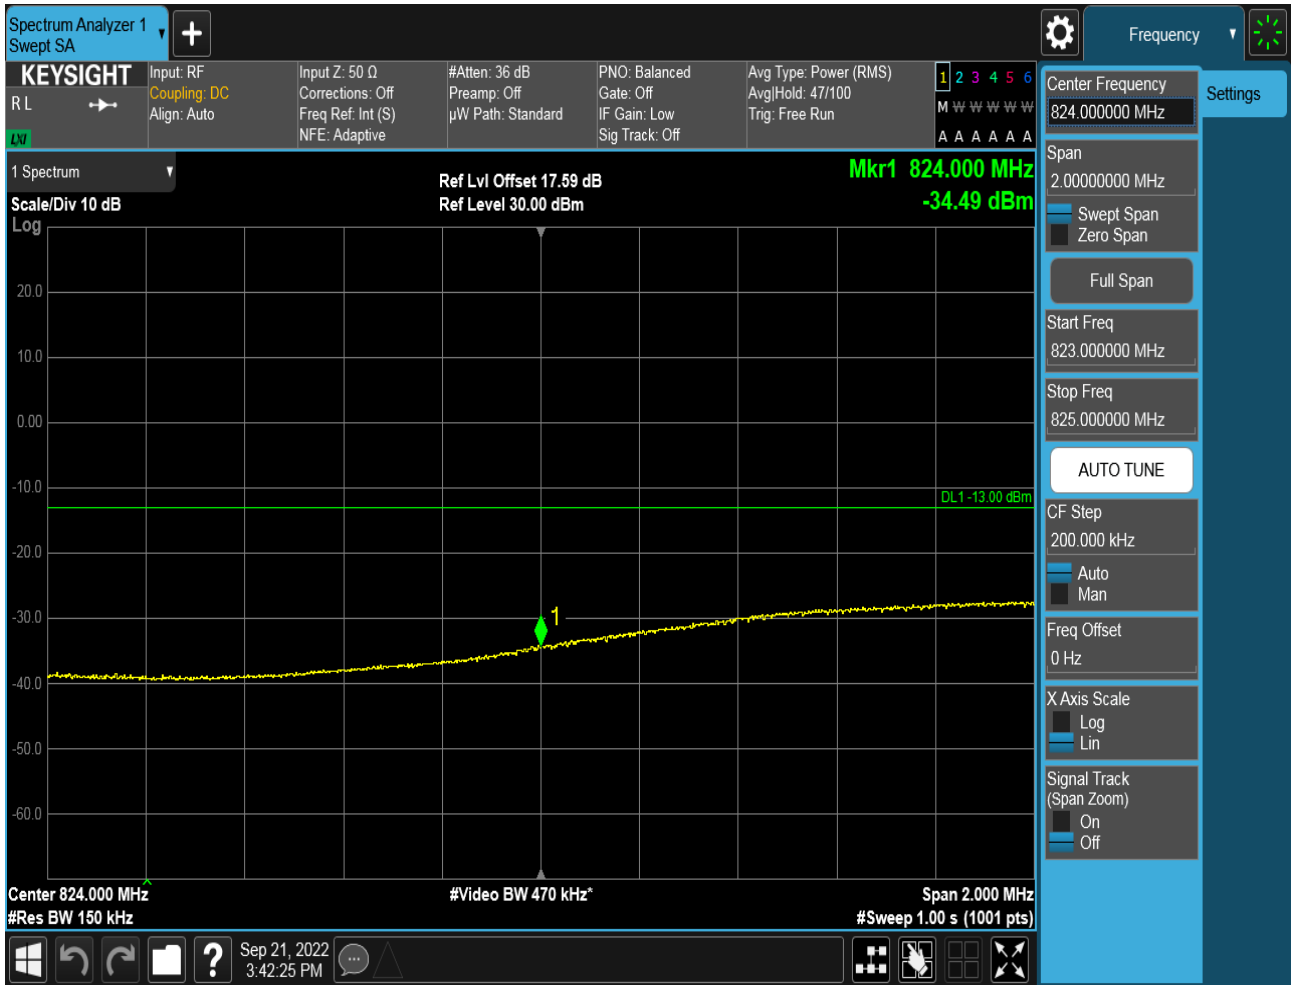 Spectrum Analyzer 1
Swept SA
Frequency
KEYSIGHT
R L
LXI
Input: RF
Coupling: DC
Align: Auto
Input Z: 50 Ω
Corrections: Off
Freq Ref: Int (S)
NFE: Adaptive
#Atten: 36 dB
Preamp: Off
µW Path: Standard
PNO: Balanced
Gate: Off
IF Gain: Low
Sig Track: Off
Avg Type: Power (RMS)
Avg|Hold: 47/100
Trig: Free Run
1 2 3 4 5 6
M W W W W W
A A A A A A
1 Spectrum
Scale/Div 10 dB
Log
Ref Lvl Offset 17.59 dB
Ref Level 30.00 dBm
Mkr1 824.000 MHz
-34.49 dBm
20.0
10.0
0.00
-10.0
DL1 -13.00 dBm
-20.0
-30.0
1
-40.0
-50.0
-60.0
Center 824.000 MHz
#Video BW 470 kHz*
Span 2.000 MHz
#Res BW 150 kHz
#Sweep 1.00 s (1001 pts)
Sep 21, 2022
3:42:25 PM
Center Frequency
824.000000 MHz
Settings
Span
2.00000000 MHz
Swept Span
Zero Span
Full Span
Start Freq
823.000000 MHz
Stop Freq
825.000000 MHz
AUTO TUNE
CF Step
200.000 kHz
Auto
Man
Freq Offset
0 Hz
X Axis Scale
Log
Lin
Signal Track
(Span Zoom)
On
Off